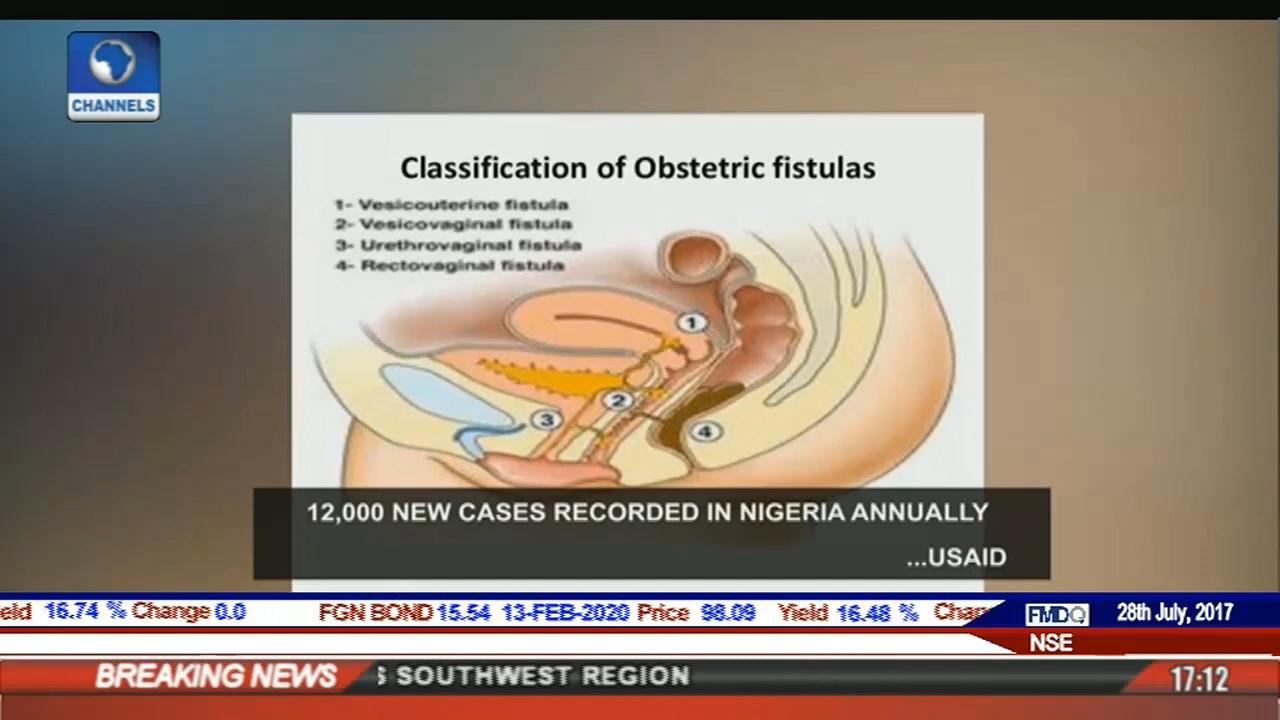 CHANNELS
Classification of Obstetric fistulas
1- Vesicouterine fistula
2- Vesicovaginal fistula
3- Urethrovaginal fistula
4- Rectovaginal fistula
1
2
3
4
12,000 NEW CASES RECORDED IN NIGERIA ANNUALLY
...USAID
16.74 % Change 0.0 FGN BOND 15.54 13-FEB-2020 Price 98.09 Yield 16.48 %
FMDQ 28th July, 2017
NSE
BREAKING NEWS SOUTHWEST REGION 17:12